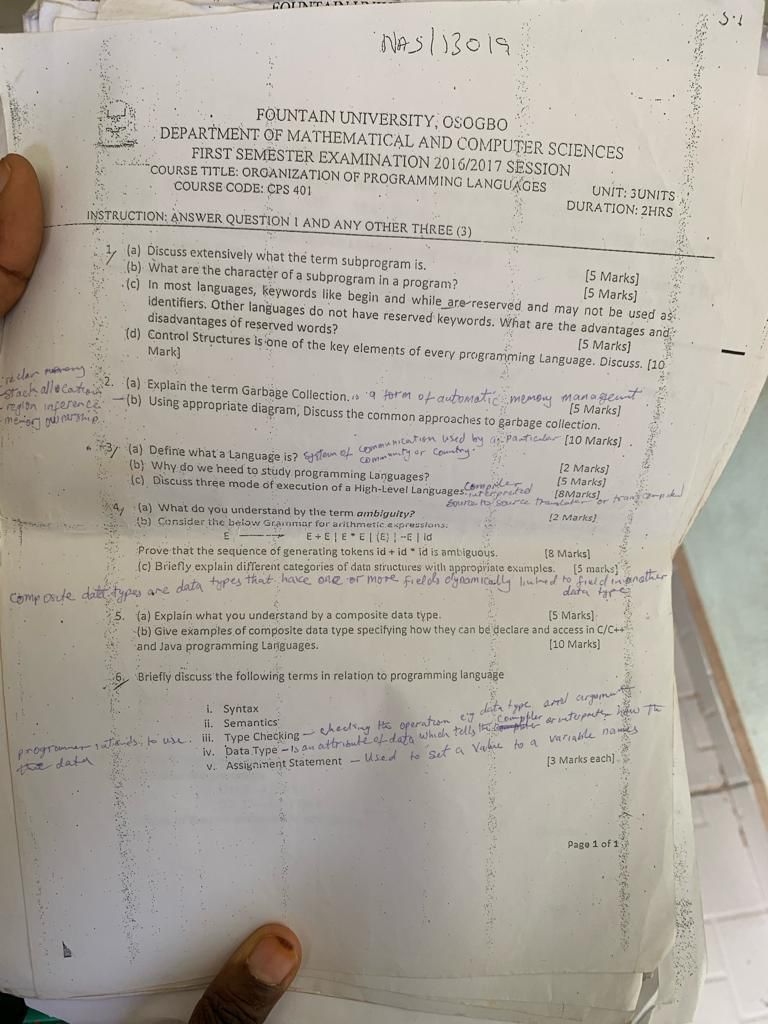 FOUNTAIN UNI
NAS/13019
S.1
FOUNTAIN UNIVERSITY, OSOGBO
DEPARTMENT OF MATHEMATICAL AND COMPUTER SCIENCES
FIRST SEMESTER EXAMINATION 2016/2017 SESSION
COURSE TITLE: ORGANIZATION OF PROGRAMMING LANGUAGES UNIT: 3UNITS
COURSE CODE: CPS 401 DURATION: 2HRS
INSTRUCTION: ANSWER QUESTION 1 AND ANY OTHER THREE (3)
1, (a) Discuss extensively what the term subprogram is. [5 Marks]
(b) What are the character of a subprogram in a program? [5 Marks]
(c) In most languages, keywords like begin and while are reserved and may not be used as
identifiers. Other languages do not have reserved keywords. What are the advantages and
disadvantages of reserved words? [5 Marks]
(d) Control Structures is one of the key elements of every programming Language. Discuss. [10
Mark]
memory
stack allocation
region inference
memory ownership
2. (a) Explain the term Garbage Collection. is a form of automatic memory management [5 Marks]
(b) Using appropriate diagram, Discuss the common approaches to garbage collection.
[10 Marks]
3, (a) Define what a Language is? System of communication used by a particular community or country. [2 Marks]
(b) Why do we need to study programming Languages? [5 Marks]
(c) Discuss three mode of execution of a High-Level Languages. compiler interpreted [8Marks]
source to source translator or transcompiled
4, (a) What do you understand by the term ambiguity? [2 Marks]
(b) Consider the below Grammar for arithmetic expressions:
E → E + E | E * E | (E) | -E | id
Prove that the sequence of generating tokens id + id * id is ambiguous. [8 Marks]
(c) Briefly explain different categories of data structures with appropriate examples. [5 marks]
Composite data types are data types that have one or more fields dynamically linked to field in another
data type
5. (a) Explain what you understand by a composite data type. [5 Marks]
(b) Give examples of composite data type specifying how they can be declare and access in C/C++
and Java programming Languages. [10 Marks]
6, Briefly discuss the following terms in relation to programming language
i. Syntax
ii. Semantics
iii. Type Checking – checking the operation eg data type and argument
iv. Data Type – is an attribute of data which tells the compiler or interpreter how the
programmer intends to use
the data
v. Assignment Statement – Used to set a value to a variable names
[3 Marks each]
Page 1 of 1